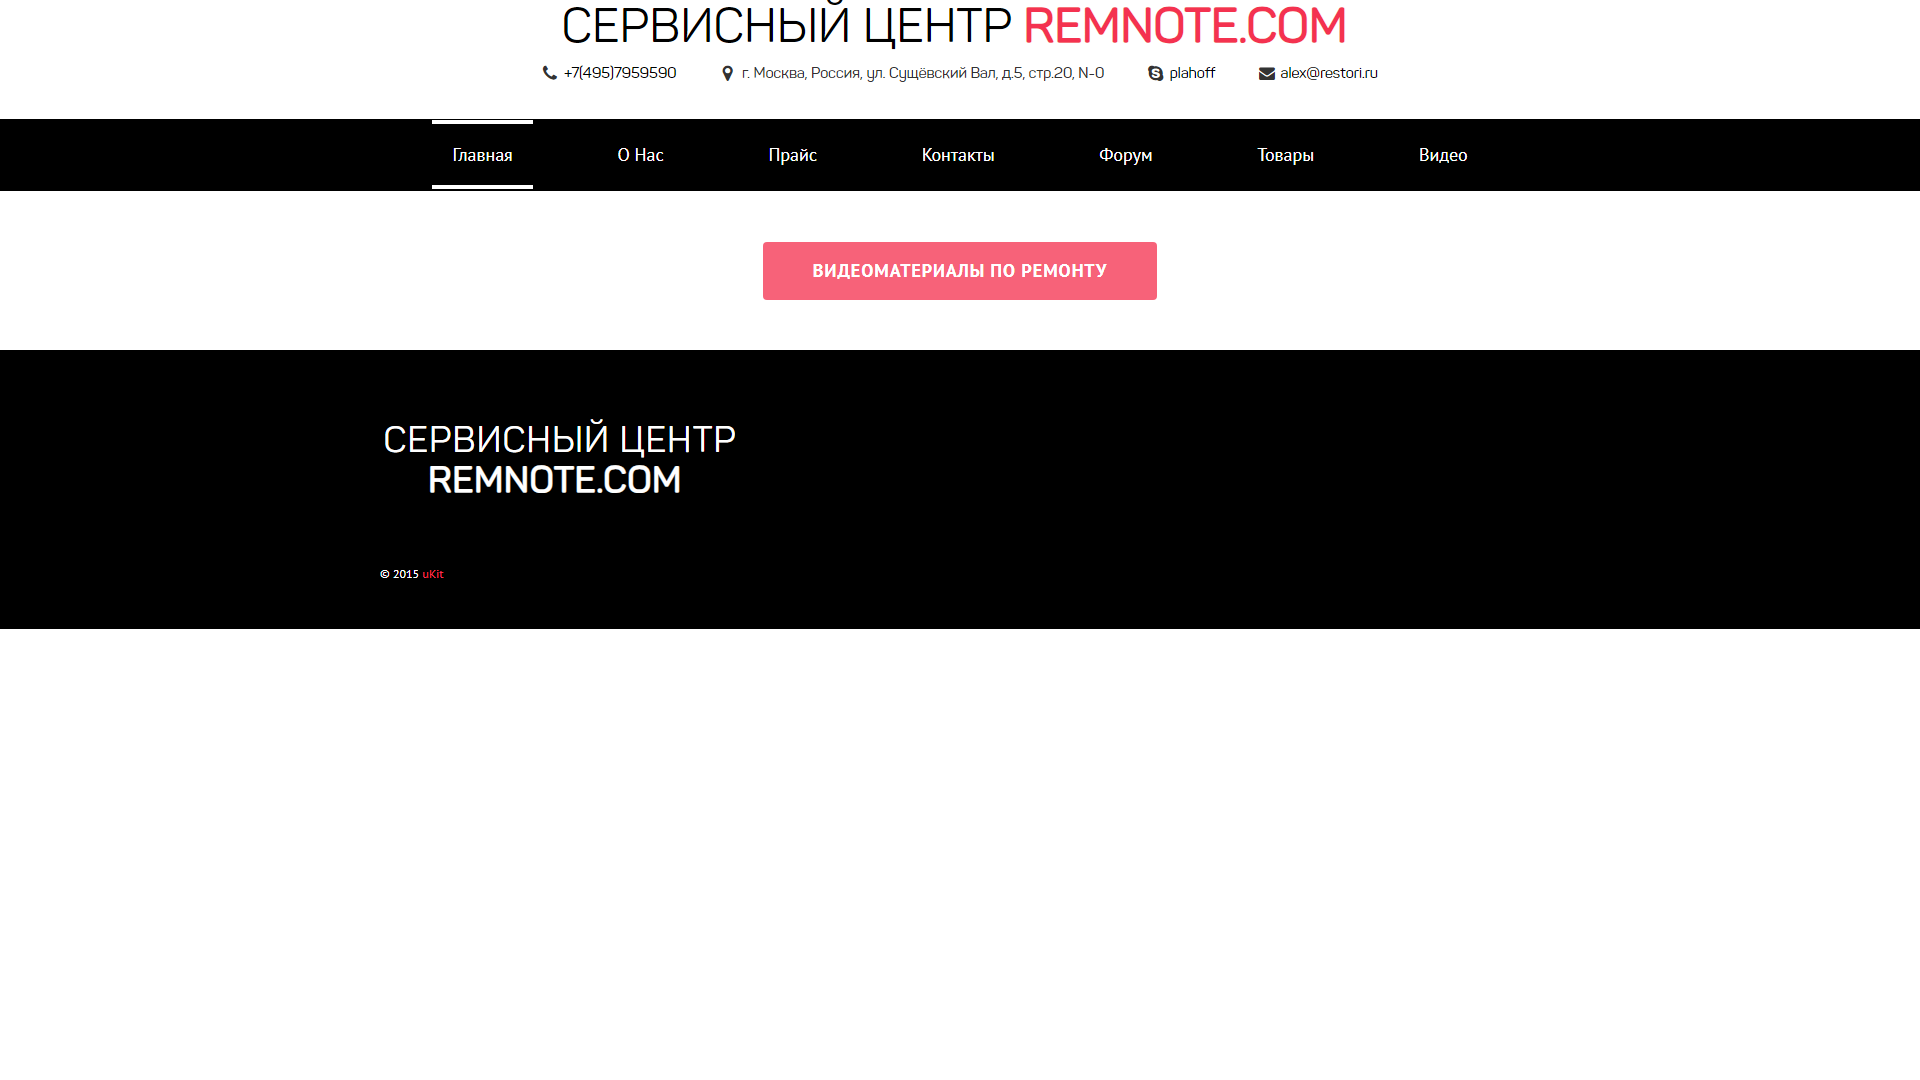 СЕРВИСНЫЙ ЦЕНТР REMNOTE.COM
+7(495)7959590 г. Москва, Россия, ул. Сущёвский Вал, д.5, стр.20, N-0 plahoff alex@restori.ru
Главная О Нас Прайс Контакты Форум Товары Видео
ВИДЕОМАТЕРИАЛЫ ПО РЕМОНТУ
СЕРВИСНЫЙ ЦЕНТР
REMNOTE.COM
© 2015 uKit